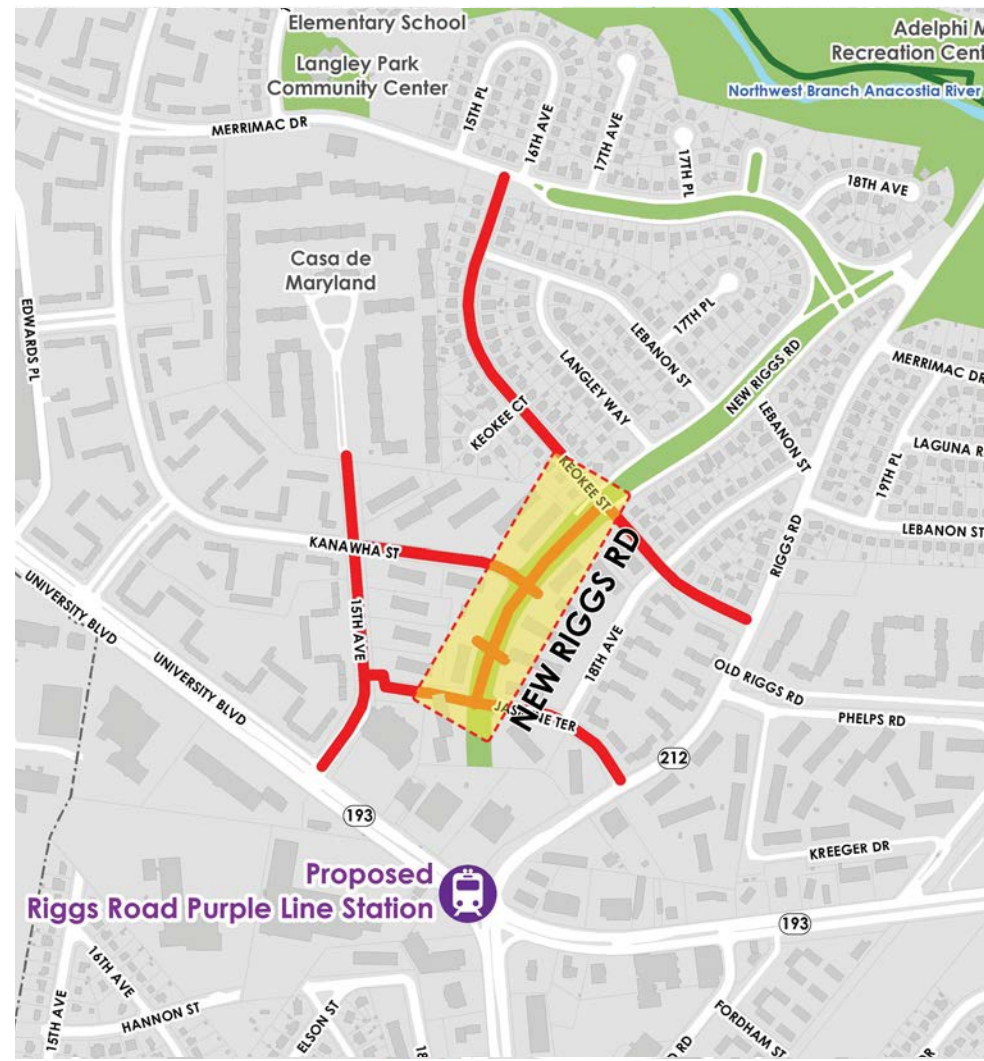 Elementary School
Langley Park
Community Center
Adelphi M
Recreation Cent
Northwest Branch Anacostia River
MERRIMAC DR
15TH PL
16TH AVE
17TH AVE
17TH PL
18TH AVE
Casa de
Maryland
EDWARDS PL
LEBANON ST
17TH PL
LANGLEY WAY
NEW RIGGS RD
MERRIMAC DR
LEBANON ST
19TH PL
LAGUNA R
KEOKEE CT
KEOKEE ST
LEBANON ST
RIGGS RD
KANAWHA ST
UNIVERSITY BLVD
15TH AVE
NEW RIGGS RD
18TH AVE
UNIVERSITY BLVD
OLD RIGGS RD
PHELPS RD
TER
212
193
KREEGER DR
Proposed
Riggs Road Purple Line Station
193
16TH AVE
15TH AVE
HANNON ST
ELSON ST
18
FORDHAM ST
RD
DR